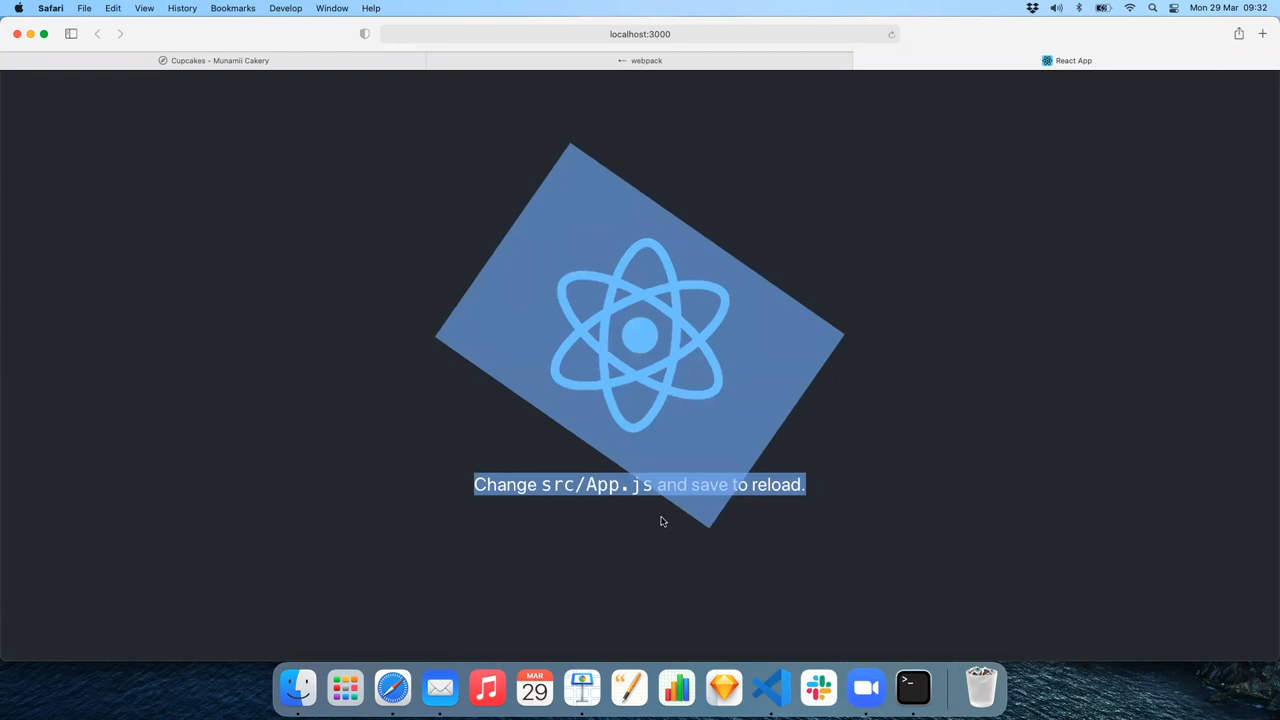 Safari File Edit View History Bookmarks Develop Window Help Mon 29 Mar 09:32
localhost:3000
Cupcakes - Munamii Cakery webpack React App
Change src/App.js and save to reload.
MAR
29
>_